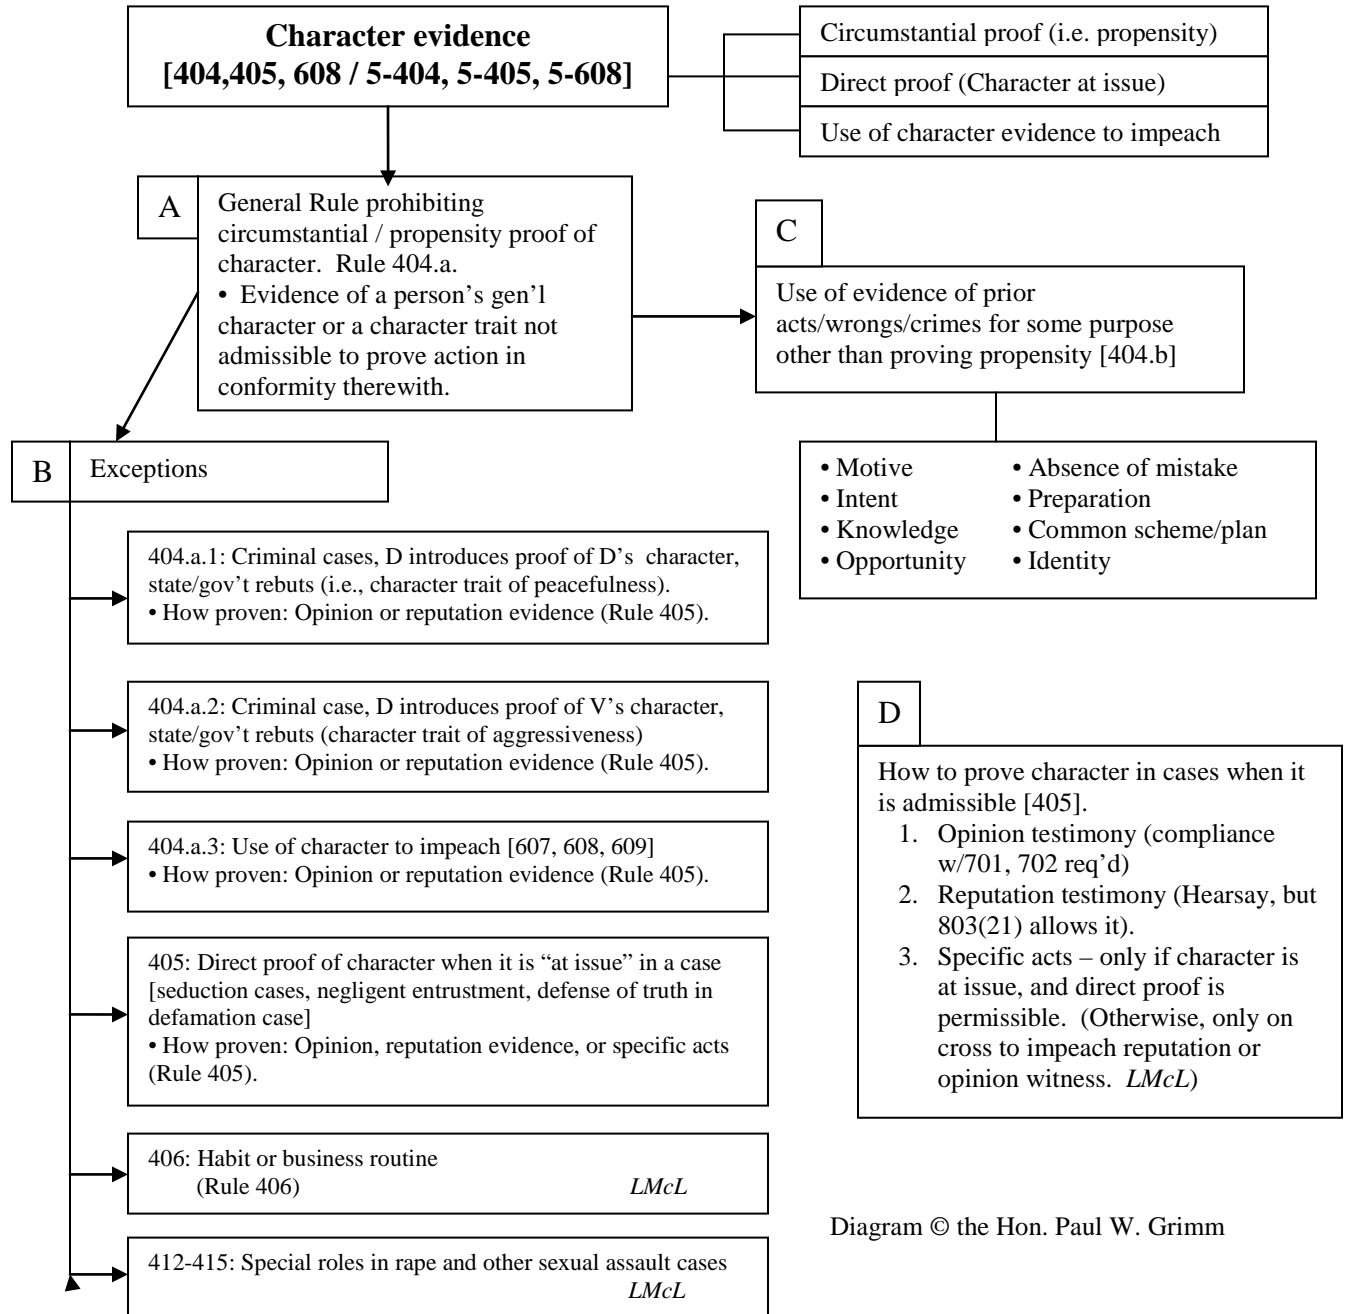 Character evidence
[404,405, 608 / 5-404, 5-405, 5-608]
Circumstantial proof (i.e. propensity)
Direct proof (Character at issue)
Use of character evidence to impeach
A
General Rule prohibiting
circumstantial / propensity proof of
character.  Rule 404.a.
• Evidence of a person’s gen’l
character or a character trait not
admissible to prove action in
conformity therewith.
C
Use of evidence of prior
acts/wrongs/crimes for some purpose
other than proving propensity [404.b]
• Motive
• Intent
• Knowledge
• Opportunity
• Absence of mistake
• Preparation
• Common scheme/plan
• Identity
B
Exceptions
404.a.1: Criminal cases, D introduces proof of D’s  character,
state/gov’t rebuts (i.e., character trait of peacefulness).
• How proven: Opinion or reputation evidence (Rule 405).
404.a.2: Criminal case, D introduces proof of V’s character,
state/gov’t rebuts (character trait of aggressiveness)
• How proven: Opinion or reputation evidence (Rule 405).
404.a.3: Use of character to impeach [607, 608, 609]
• How proven: Opinion or reputation evidence (Rule 405).
405: Direct proof of character when it is “at issue” in a case
[seduction cases, negligent entrustment, defense of truth in
defamation case]
• How proven: Opinion, reputation evidence, or specific acts
(Rule 405).
406: Habit or business routine
(Rule 406) LMcL
412-415: Special roles in rape and other sexual assault cases
LMcL
D
How to prove character in cases when it
is admissible [405].
1. Opinion testimony (compliance
w/701, 702 req’d)
2. Reputation testimony (Hearsay, but
803(21) allows it).
3. Specific acts – only if character is
at issue, and direct proof is
permissible.  (Otherwise, only on
cross to impeach reputation or
opinion witness.  LMcL)
Diagram © the Hon. Paul W. Grimm